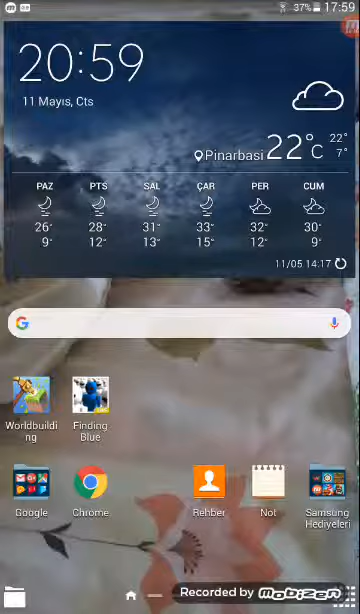 37% 17:59
20:59
11 Mayıs, Cts
Pinarbasi 22°C 22° 7°
PAZ PTS SAL ÇAR PER CUM
26° 28° 31° 33° 32° 30°
9° 12° 13° 15° 12° 9°
11/05 14:17
Worldbuildi
ng
Finding
Blue
Google
Chrome
Rehber
Not
Samsung
Hediyeleri
Recorded by MOBIZEN